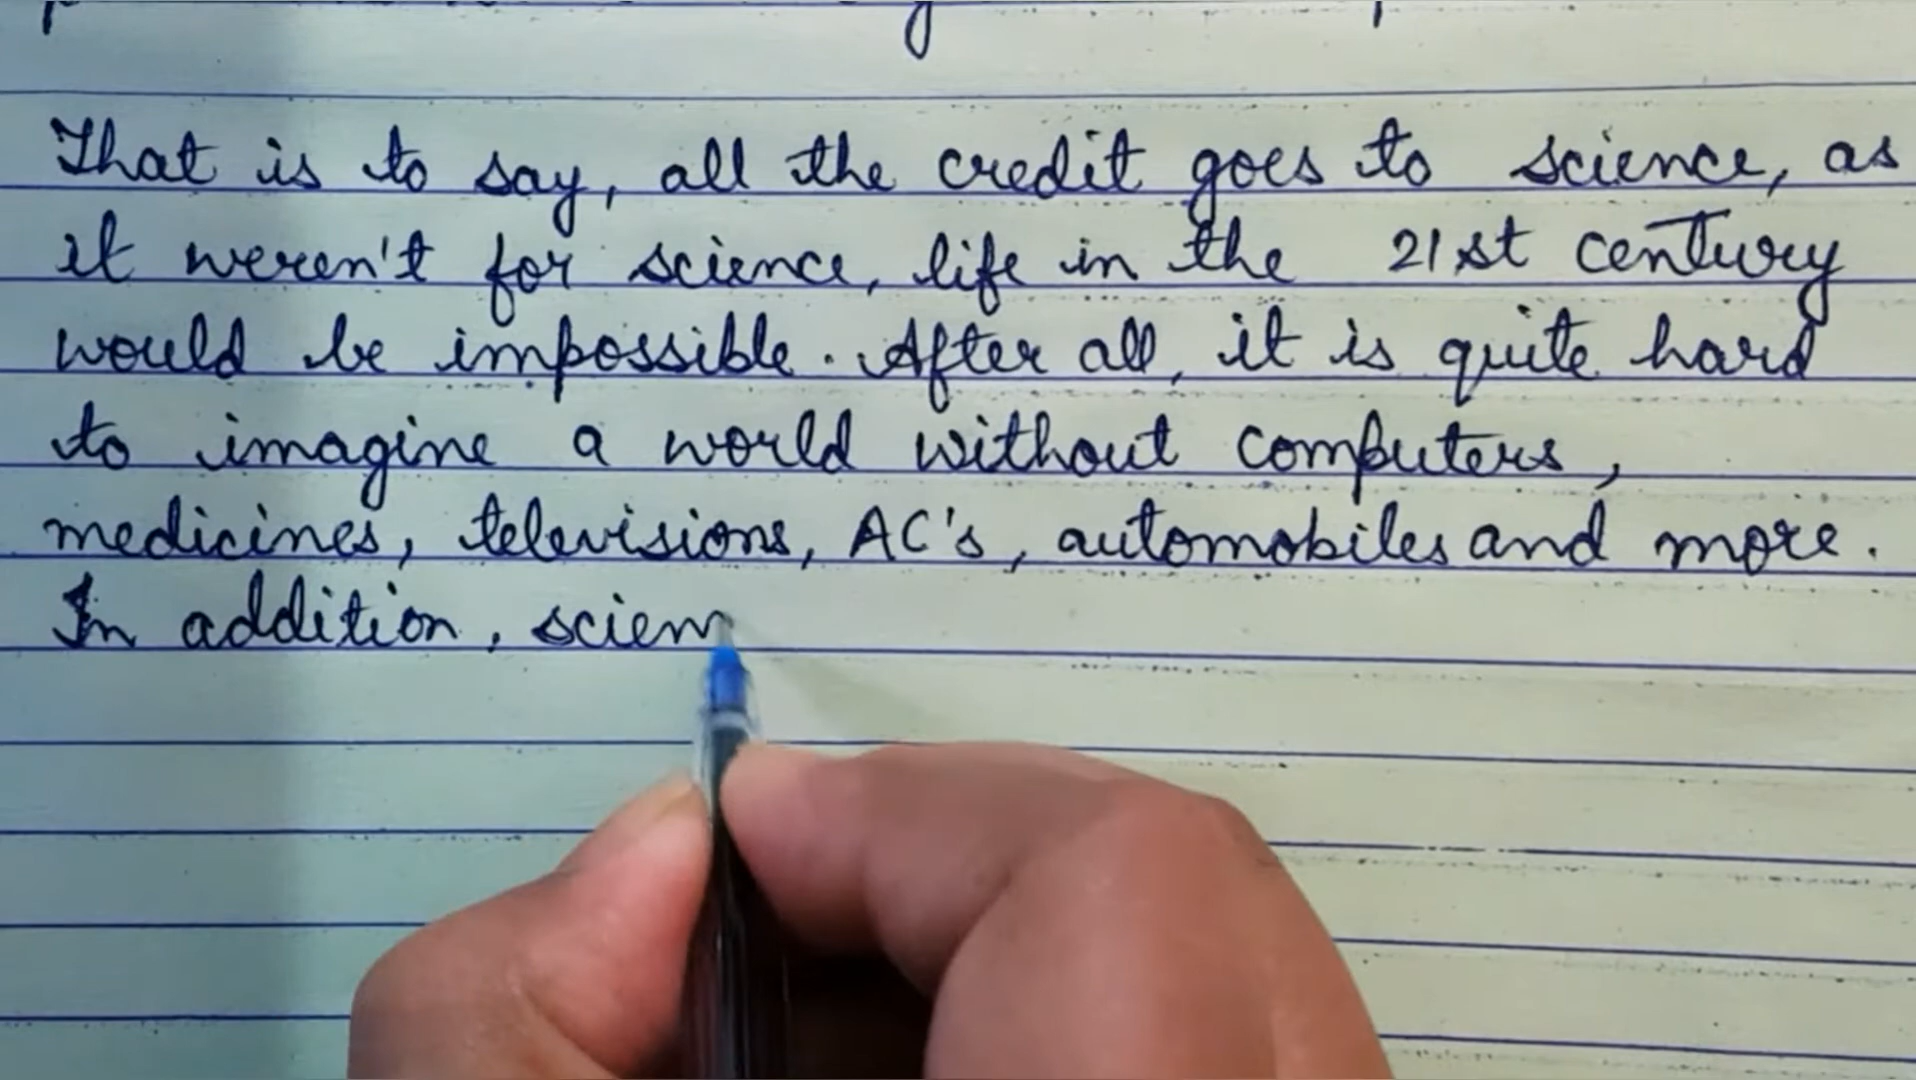 That is to say, all the credit goes to science, as
it weren't for science, life in the 21st century
would be impossible. After all, it is quite hard
to imagine a world without computers,
medicines, televisions, AC's, automobiles and more.
In addition, scien